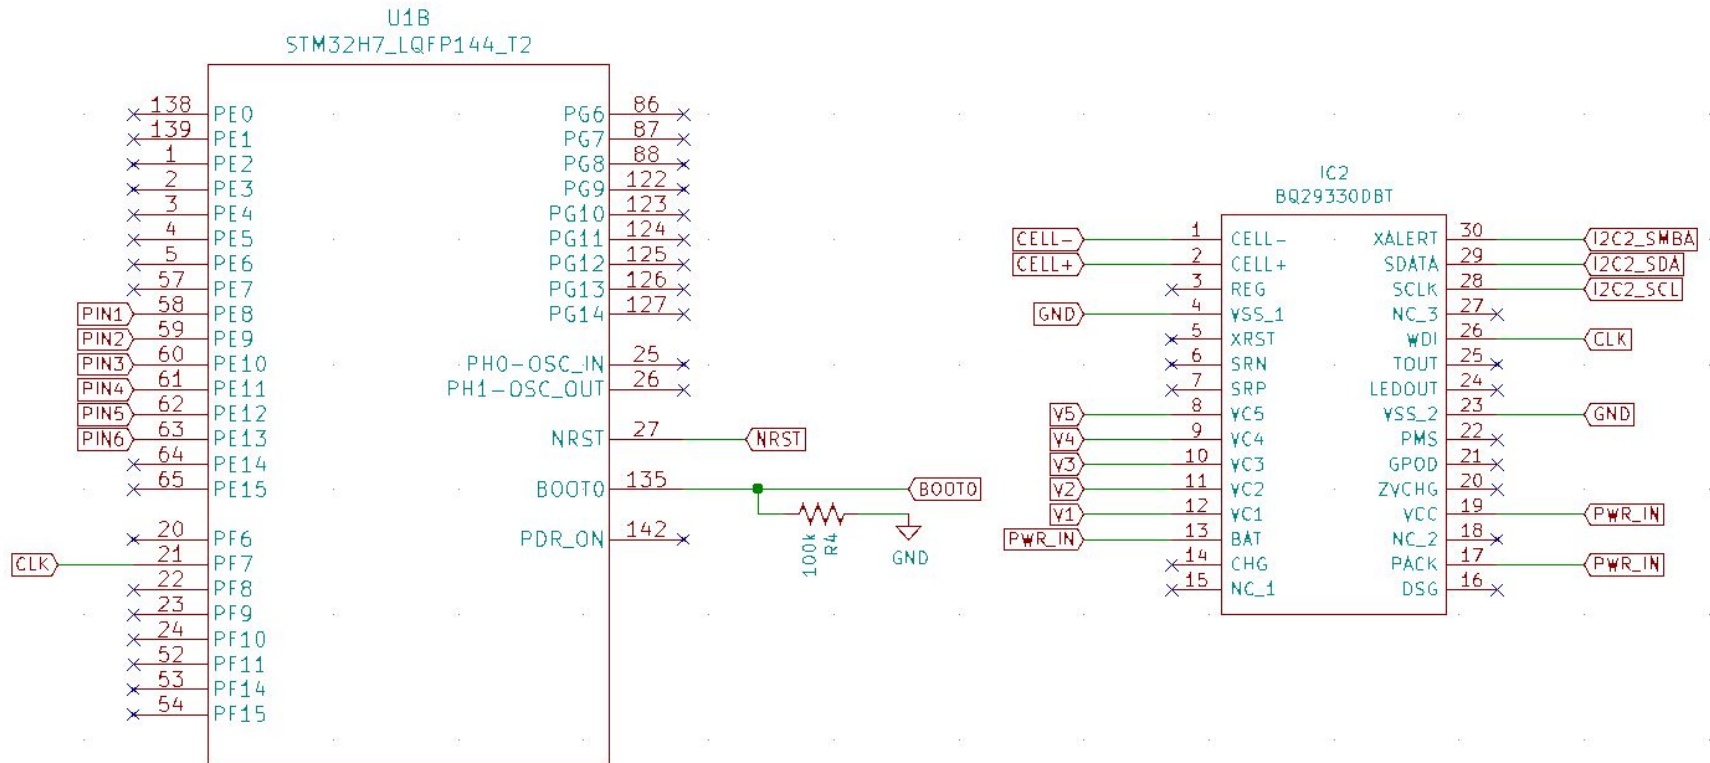 U1B
STM32H7_LQFP144_T2
138 PE0
139 PE1
1 PE2
2 PE3
3 PE4
4 PE5
5 PE6
57 PE7
PIN1 58 PE8
PIN2 59 PE9
PIN3 60 PE10
PIN4 61 PE11
PIN5 62 PE12
PIN6 63 PE13
64 PE14
65 PE15
20 PF6
CLK 21 PF7
22 PF8
23 PF9
24 PF10
52 PF11
53 PF14
54 PF15
PG6 86
PG7 87
PG8 88
PG9 122
PG10 123
PG11 124
PG12 125
PG13 126
PG14 127
PH0-OSC_IN 25
PH1-OSC_OUT 26
NRST 27 NRST
BOOT0 135 BOOT0
100k
R4
GND
PDR_ON 142
IC2
BQ29330DBT
CELL- 1 CELL-
CELL+ 2 CELL+
3 REG
GND 4 VSS_1
5 XRST
6 SRN
7 SRP
V5 8 VC5
V4 9 VC4
V3 10 VC3
V2 11 VC2
V1 12 VC1
PWR_IN 13 BAT
14 CHG
15 NC_1
XALERT 30 I2C2_SMBA
SDATA 29 I2C2_SDA
SCLK 28 I2C2_SCL
NC_3 27
WDI 26 CLK
TOUT 25
LEDOUT 24
VSS_2 23 GND
PMS 22
GPOD 21
ZVCHG 20
VCC 19 PWR_IN
NC_2 18
PACK 17 PWR_IN
DSG 16